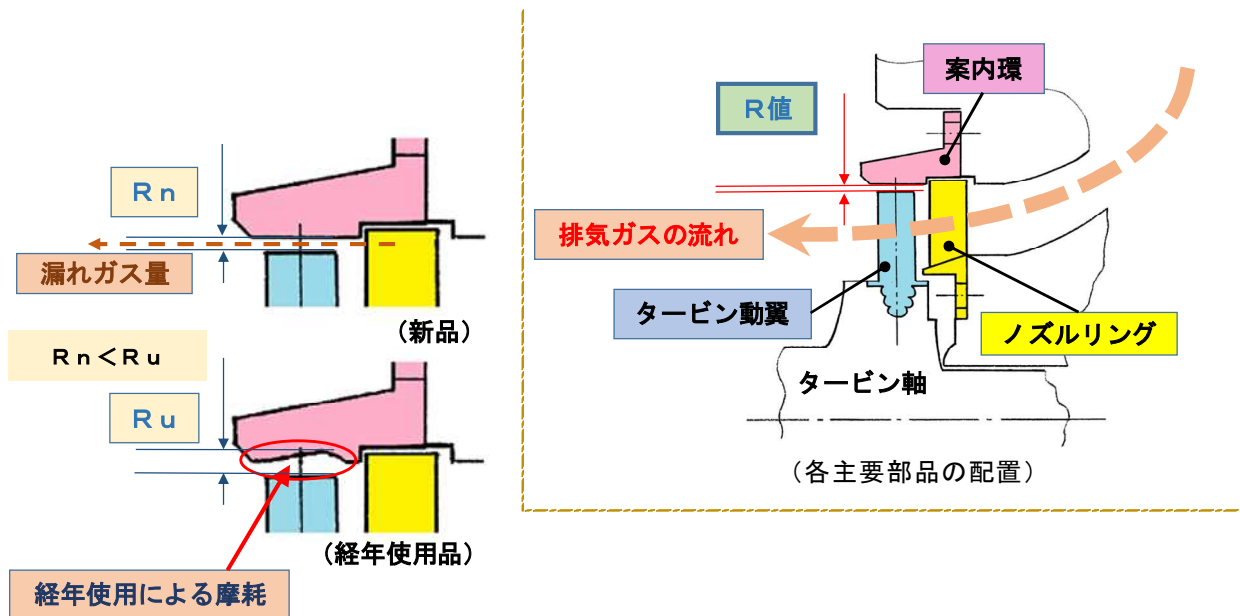 Ｒｎ
漏れガス量
（新品）
Ｒｎ＜Ｒｕ
Ｒｕ
（経年使用品）
経年使用による摩耗
案内環
Ｒ値
排気ガスの流れ
タービン動翼
ノズルリング
タービン軸
（各主要部品の配置）